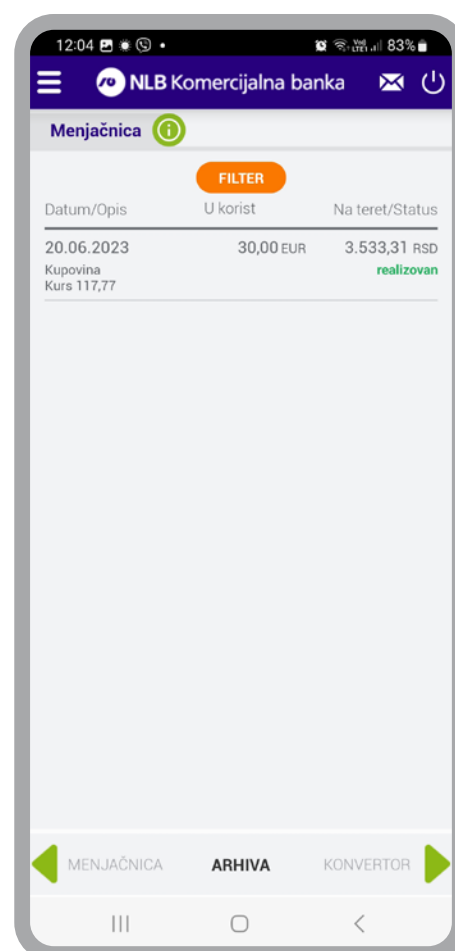 12:04 83%
NLB Komercijalna banka
Menjačnica
FILTER
Datum/Opis U korist Na teret/Status
20.06.2023 30,00 EUR 3.533,31 RSD
Kupovina realizovan
Kurs 117,77
MENJAČNICA ARHIVA KONVERTOR